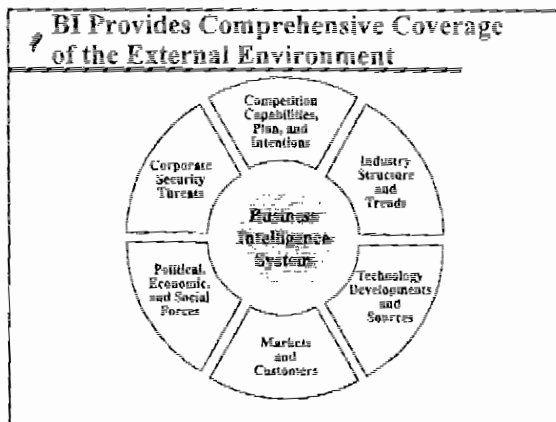 BI Provides Comprehensive Coverage
of the External Environment
Competition
Capabilities,
Plan, and
Intentions
Industry
Structure
and
Trends
Technology
Developments
and
Sources
Markets
and
Customers
Political,
Economic,
and Social
Forces
Corporate
Security
Threats
Business
Intelligence
System